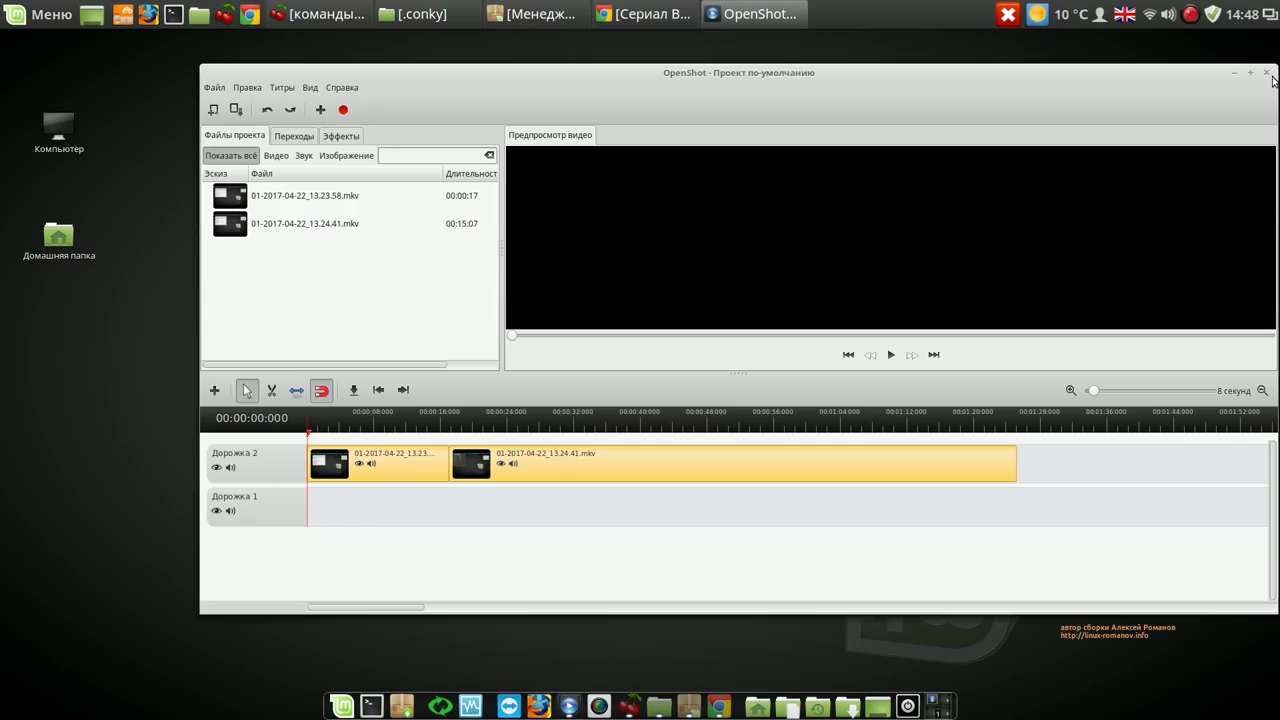 Меню
[команды...
[.conky]
[Менедж...
[Сериал В...
OpenShot...
10 °C
14:48
OpenShot - Проект по-умолчанию
Файл Правка Титры Вид Справка
Файлы проекта Переходы Эффекты
Предпросмотр видео
Показать всё Видео Звук Изображение
Эскиз Файл Длительност
01-2017-04-22_13.23.58.mkv 00:00:17
01-2017-04-22_13.24.41.mkv 00:15:07
Компьютер
Домашняя папка
8 секунд
00:00:00:000
00:00:08:000 00:00:16:000 00:00:24:000 00:00:32:000 00:00:40:000 00:00:48:000 00:00:56:000 00:01:04:000 00:01:12:000 00:01:20:000 00:01:28:000 00:01:36:000 00:01:44:000 00:01:52:000
Дорожка 2
01-2017-04-22_13.23....
01-2017-04-22_13.24.41.mkv
Дорожка 1
автор сборки Алексей Романов
http://linux-romanov.info
1